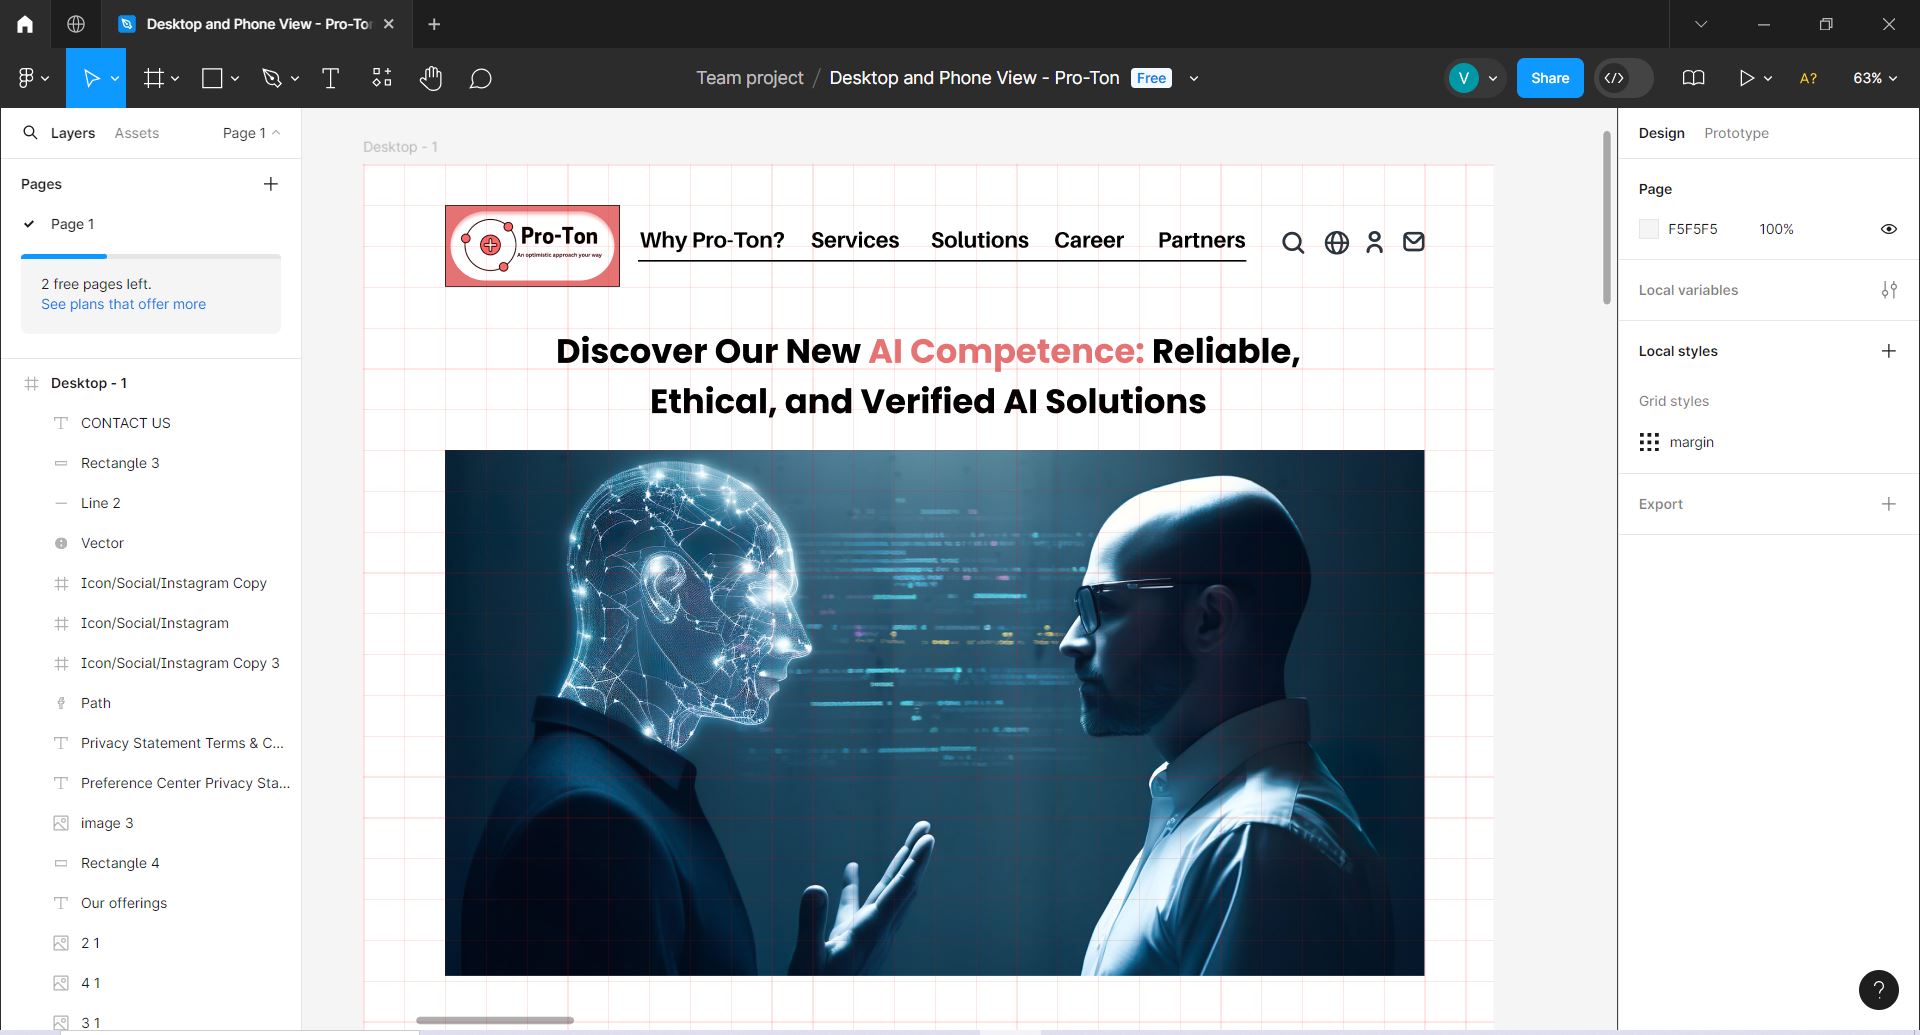 Desktop and Phone View - Pro-Tor
Team project / Desktop and Phone View - Pro-Ton Free
V
Share
A?
63%
Layers Assets Page 1
Pages
Page 1
2 free pages left.
See plans that offer more
Desktop - 1
CONTACT US
Rectangle 3
Line 2
Vector
Icon/Social/Instagram Copy
Icon/Social/Instagram
Icon/Social/Instagram Copy 3
Path
Privacy Statement Terms & C...
Preference Center Privacy Sta...
image 3
Rectangle 4
Our offerings
2 1
4 1
3 1
Desktop - 1
Pro-Ton
An optimistic approach your way
Why Pro-Ton? Services Solutions Career Partners
Discover Our New AI Competence: Reliable,
Ethical, and Verified AI Solutions
Design Prototype
Page
F5F5F5 100%
Local variables
Local styles
Grid styles
margin
Export
?